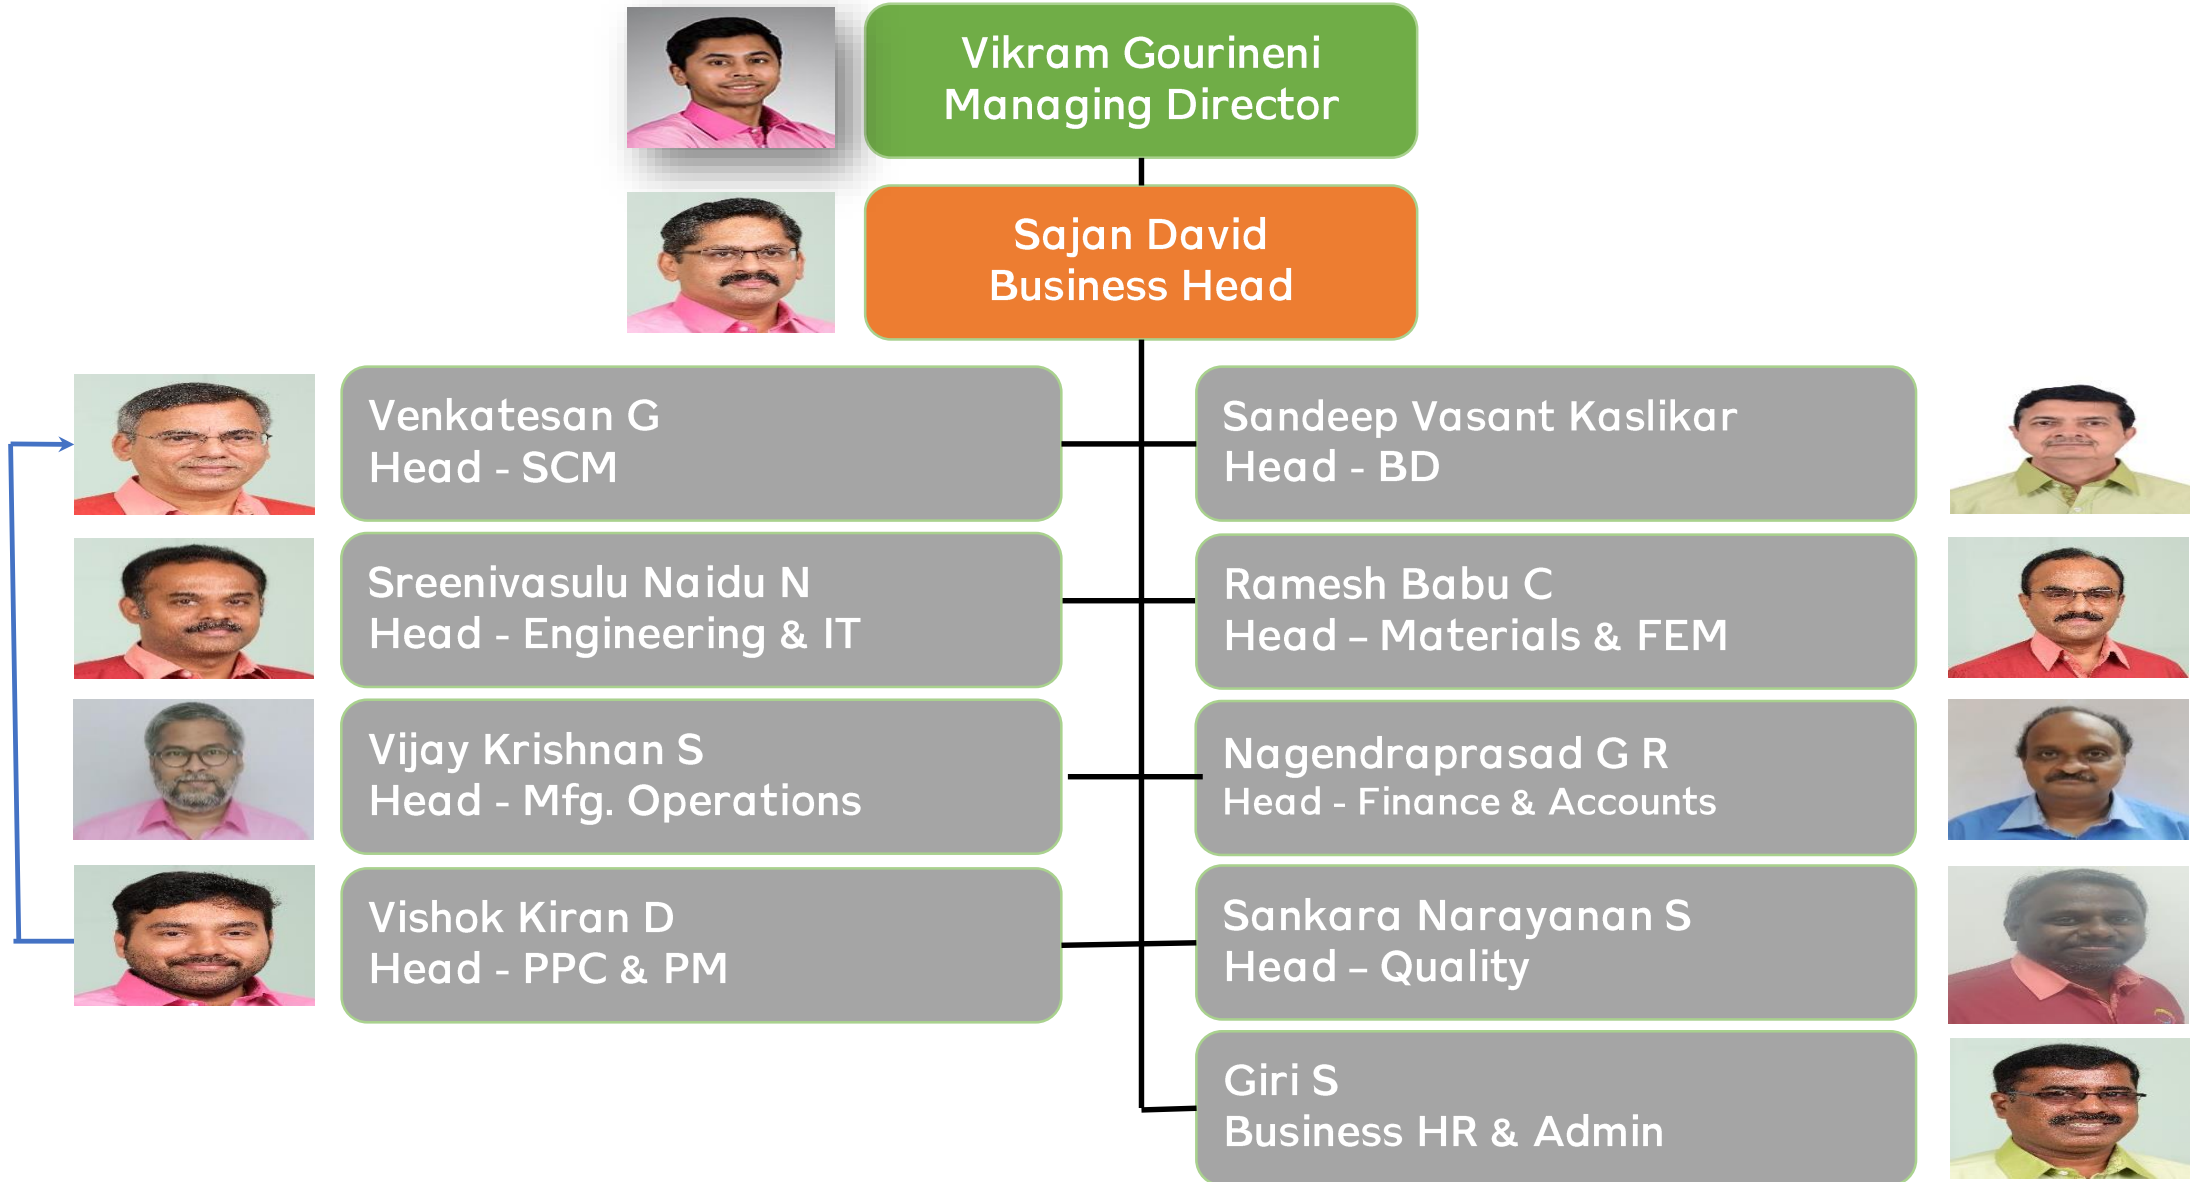 Vikram Gourineni
Managing Director
Sajan David
Business Head
Venkatesan G
Head - SCM
Sandeep Vasant Kaslikar
Head - BD
Sreenivasulu Naidu N
Head - Engineering & IT
Ramesh Babu C
Head – Materials & FEM
Vijay Krishnan S
Head - Mfg. Operations
Nagendraprasad G R
Head - Finance & Accounts
Vishok Kiran D
Head - PPC & PM
Sankara Narayanan S
Head – Quality
Giri S
Business HR & Admin